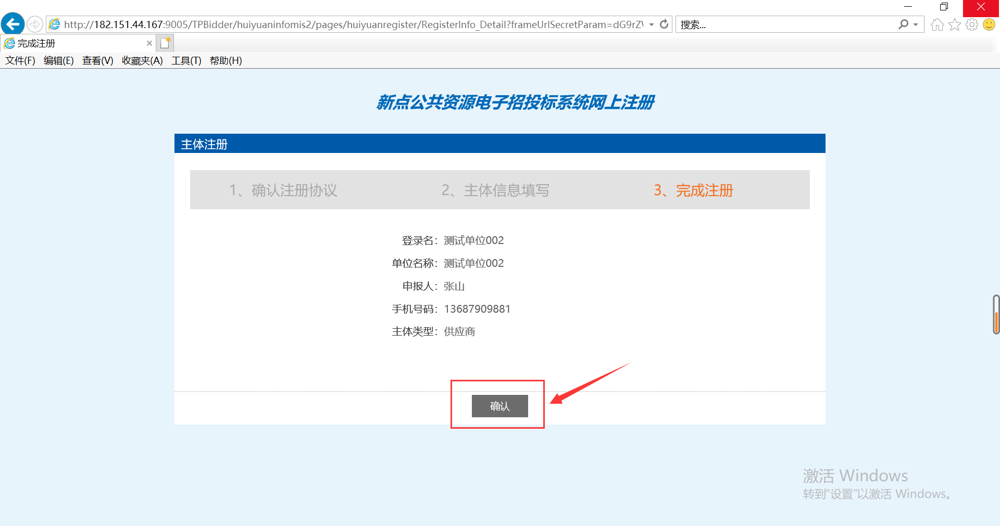 http://182.151.44.167:9005/TPBidder/huiyuaninfomis2/pages/huiyuanregister/RegisterInfo_Detail?frameUrlSecretParam=dG9rZ
搜索...
完成注册
文件(F) 编辑(E) 查看(V) 收藏夹(A) 工具(T) 帮助(H)
新点公共资源电子招投标系统网上注册
主体注册
1、确认注册协议 2、主体信息填写 3、完成注册
登录名：测试单位002
单位名称：测试单位002
申报人：张山
手机号码：13687909881
主体类型：供应商
确认
激活 Windows
转到“设置”以激活 Windows。